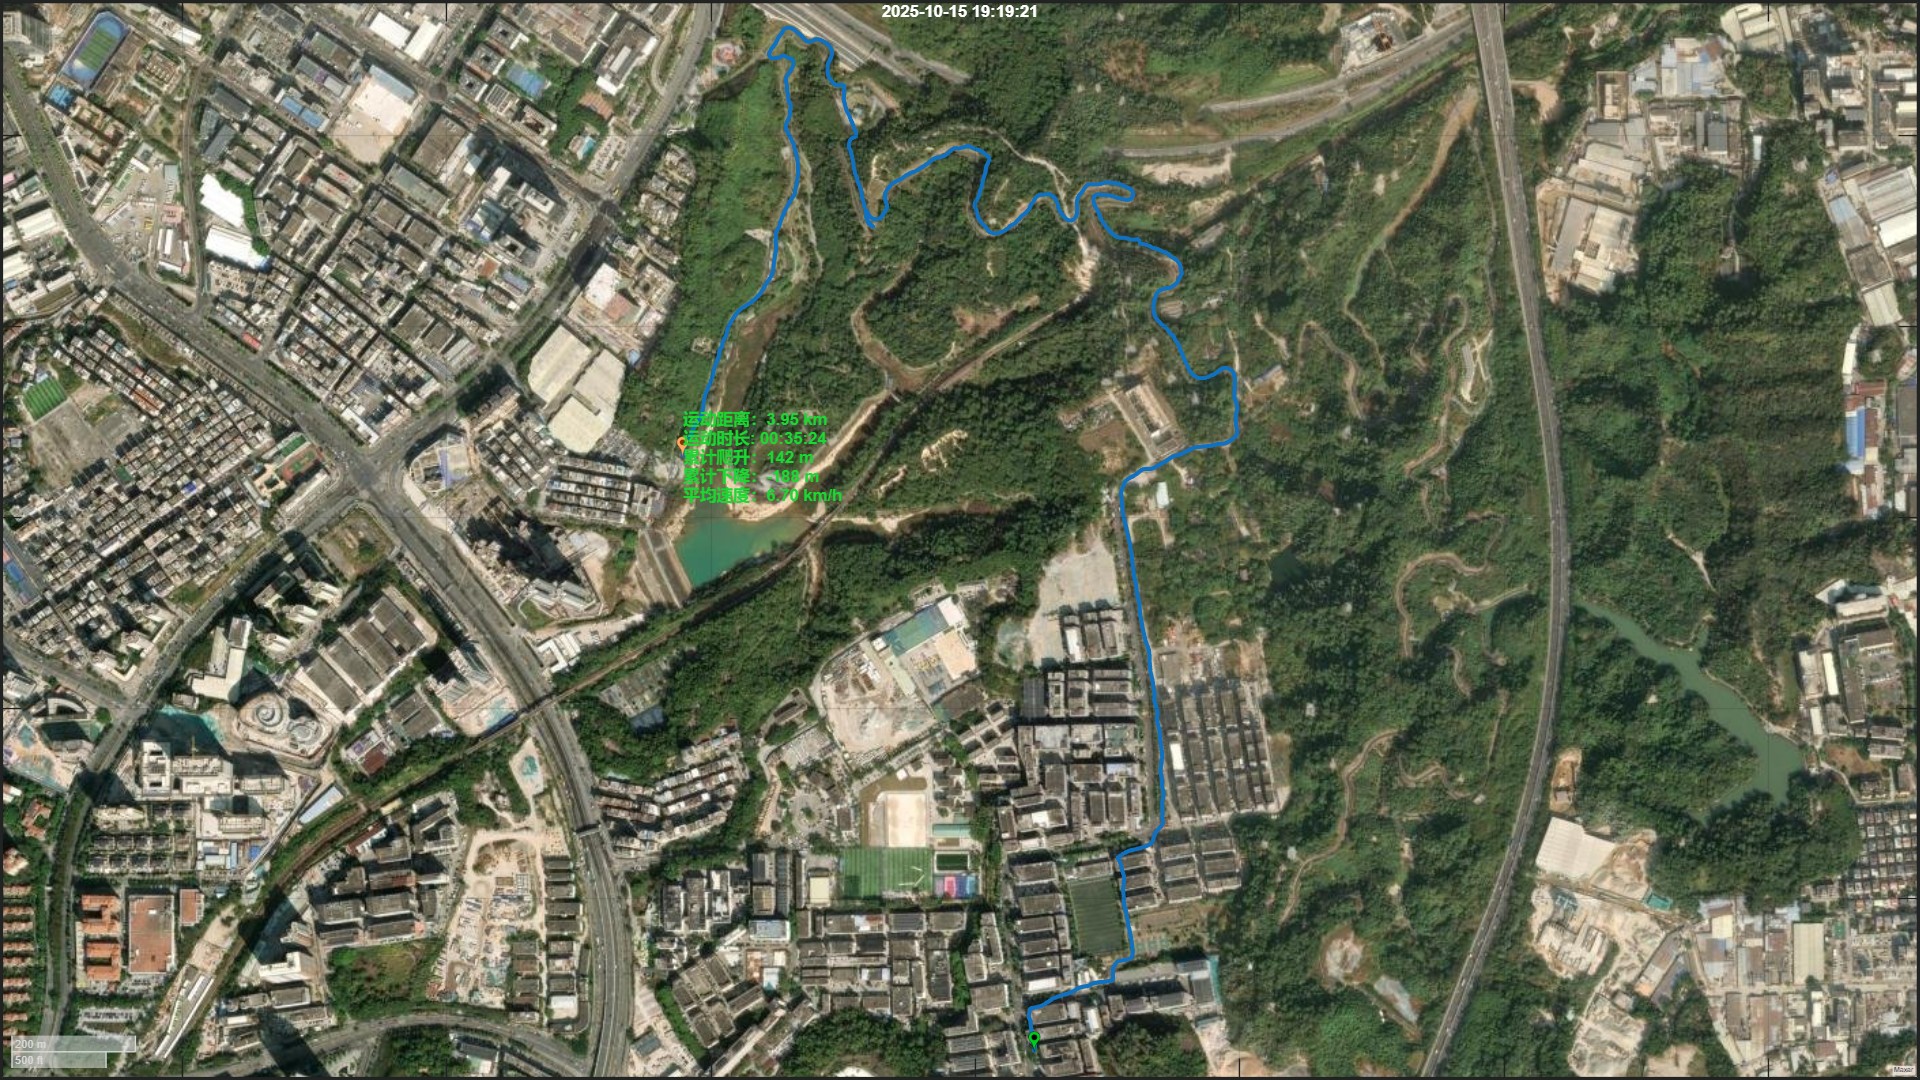 2025-10-15 19:19:21
运动距离：3.95 km
运动时长: 00:35:24
累计爬升：142 m
累计下降：-188 m
平均速度：6.70 km/h
200 m
500 ft
Maxar